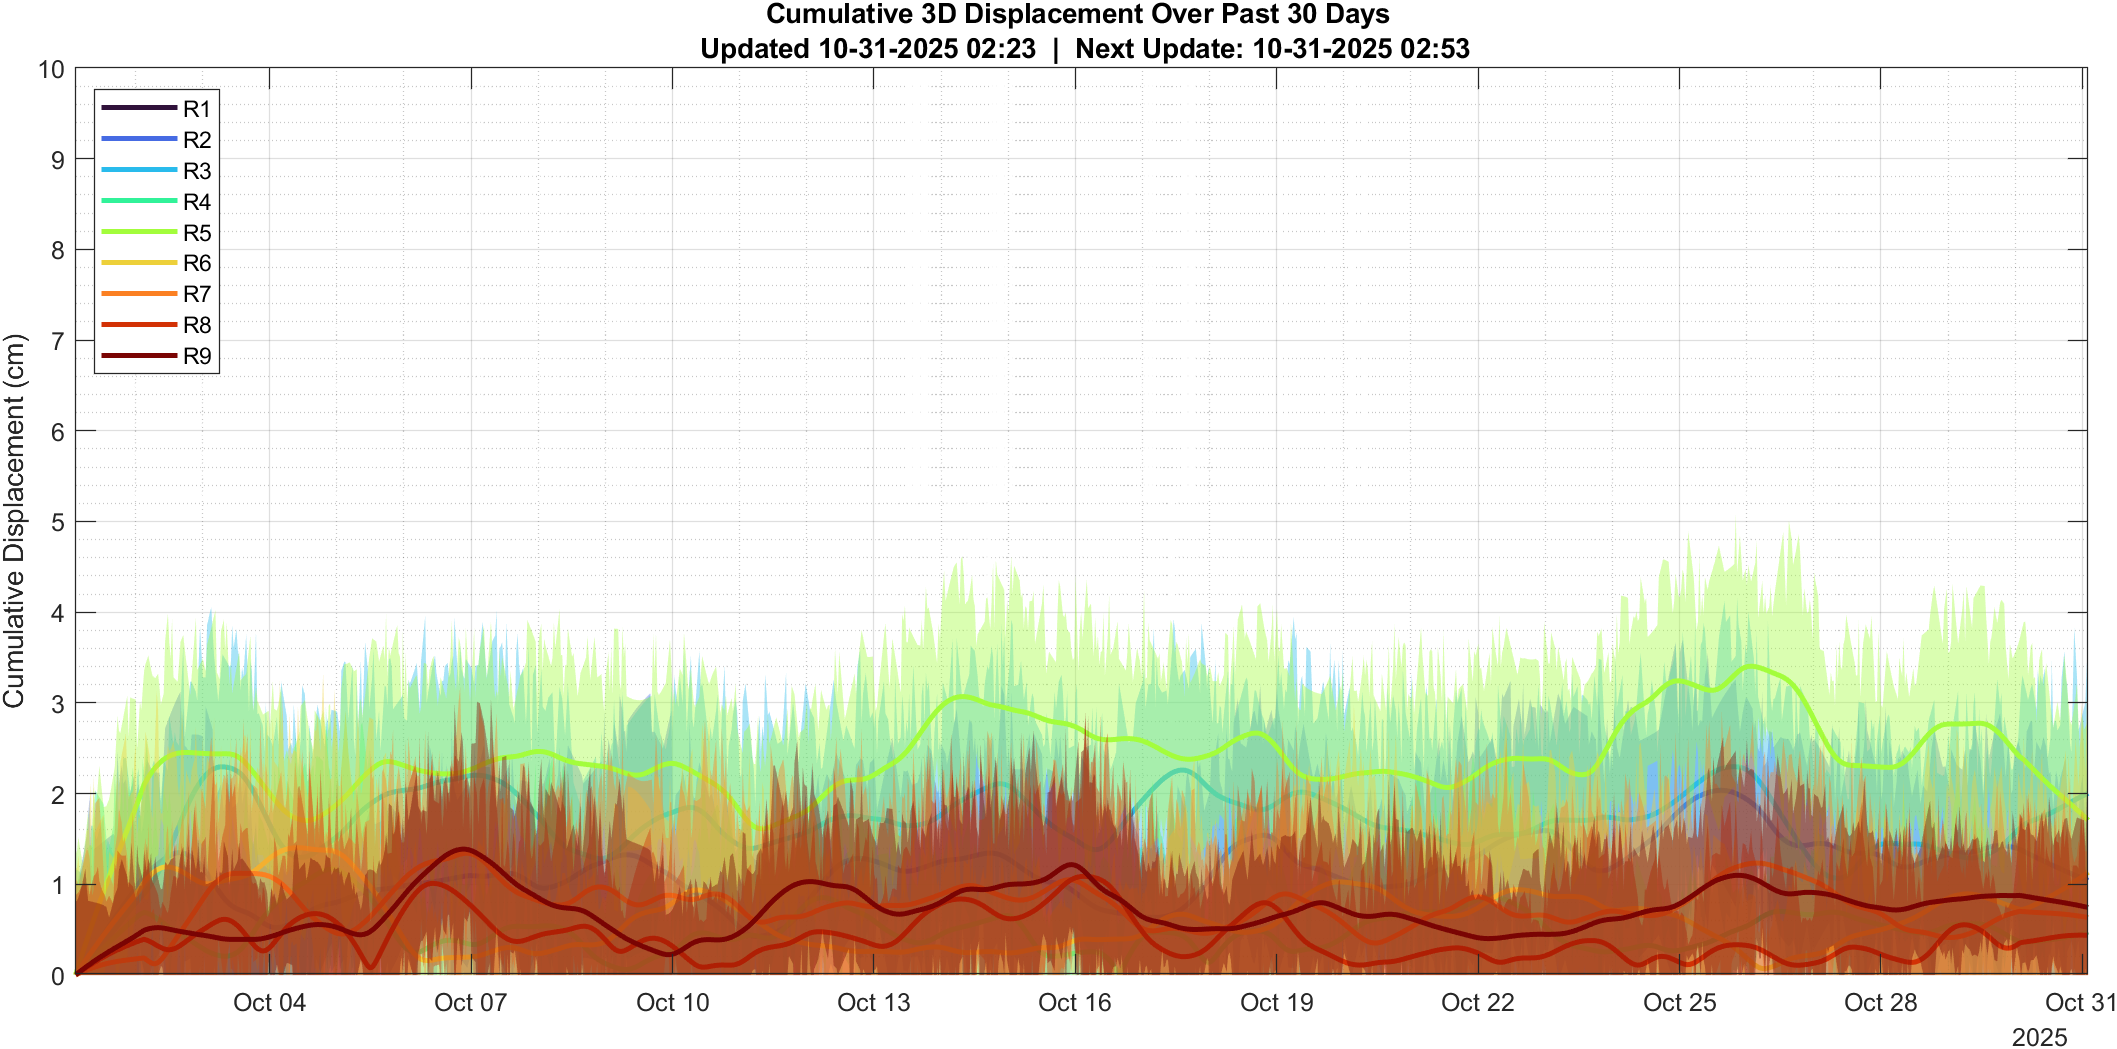 Cumulative 3D Displacement Over Past 30 Days
Updated 10-31-2025 02:23 | Next Update: 10-31-2025 02:53
Cumulative Displacement (cm)
10
9
8
7
6
5
4
3
2
1
0
R1
R2
R3
R4
R5
R6
R7
R8
R9
Oct 04 Oct 07 Oct 10 Oct 13 Oct 16 Oct 19 Oct 22 Oct 25 Oct 28 Oct 31
2025